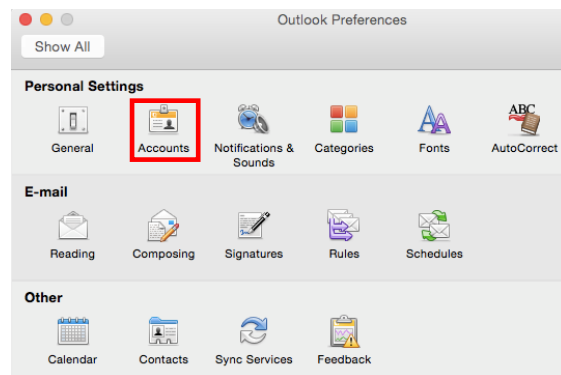 Outlook Preferences
Show All
Personal Settings
General Accounts Notifications & Sounds Categories Fonts AutoCorrect
ABC
E-mail
Reading Composing Signatures Rules Schedules
Other
Calendar Contacts Sync Services Feedback